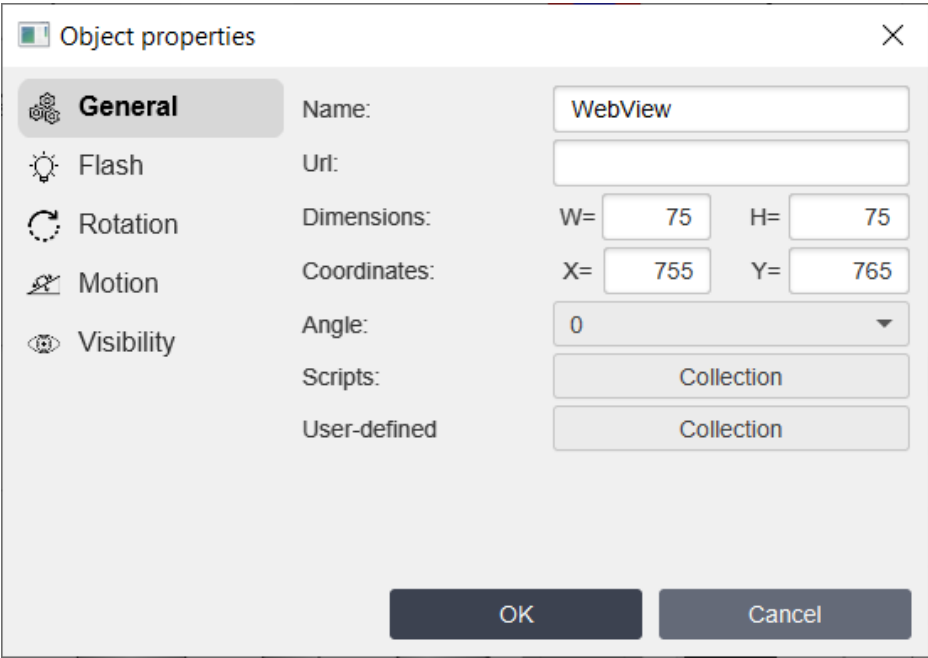 Object properties
General
Flash
Rotation
Motion
Visibility
Name: WebView
Url:
Dimensions: W= 75 H= 75
Coordinates: X= 755 Y= 765
Angle: 0
Scripts: Collection
User-defined Collection
OK Cancel